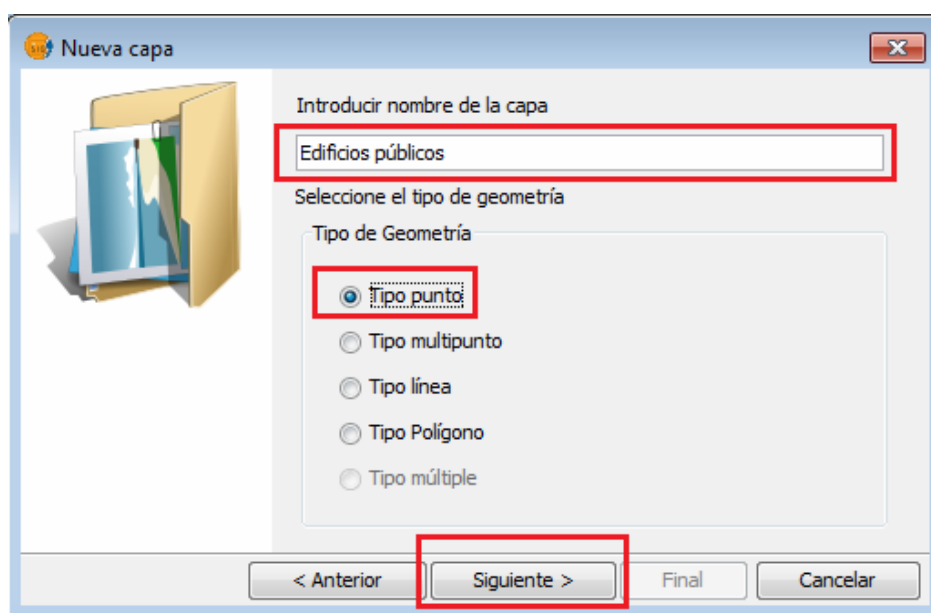 Nueva capa
Introducir nombre de la capa
Edificios públicos
Seleccione el tipo de geometría
Tipo de Geometría
Tipo punto
Tipo multipunto
Tipo línea
Tipo Polígono
Tipo múltiple
< Anterior Siguiente > Final Cancelar